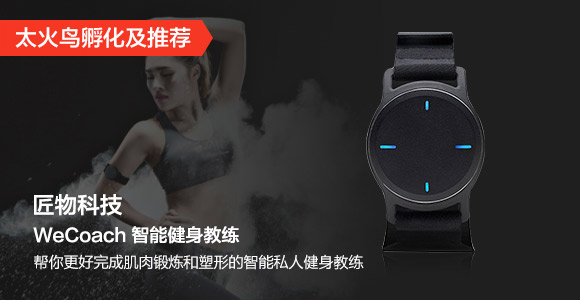 太火鸟孵化及推荐
匠物科技
WeCoach 智能健身教练
帮你更好完成肌肉锻炼和塑形的智能私人健身教练